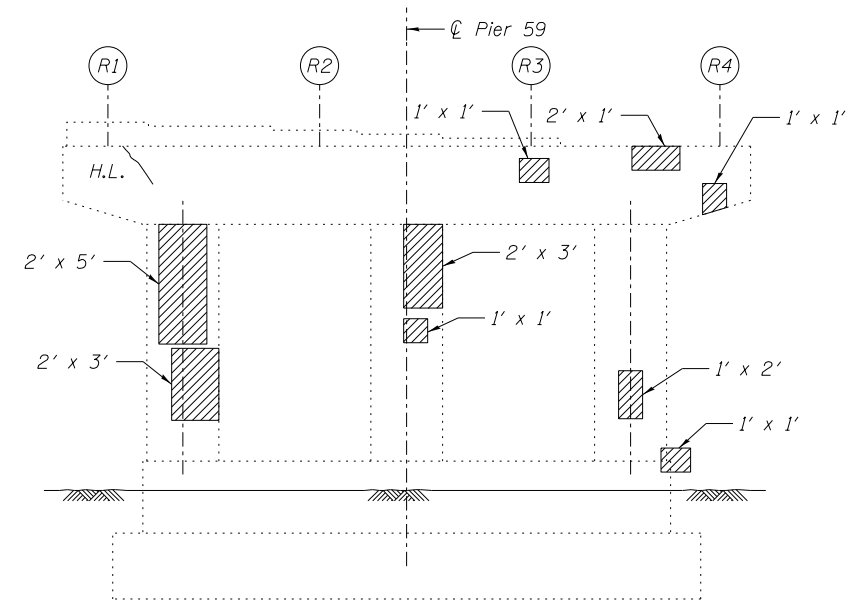 ℄ Pier 59
R1
R2
R3
R4
1' x 1'
2' x 1'
1' x 1'
H.L.
2' x 5'
2' x 3'
1' x 1'
2' x 3'
1' x 2'
1' x 1'